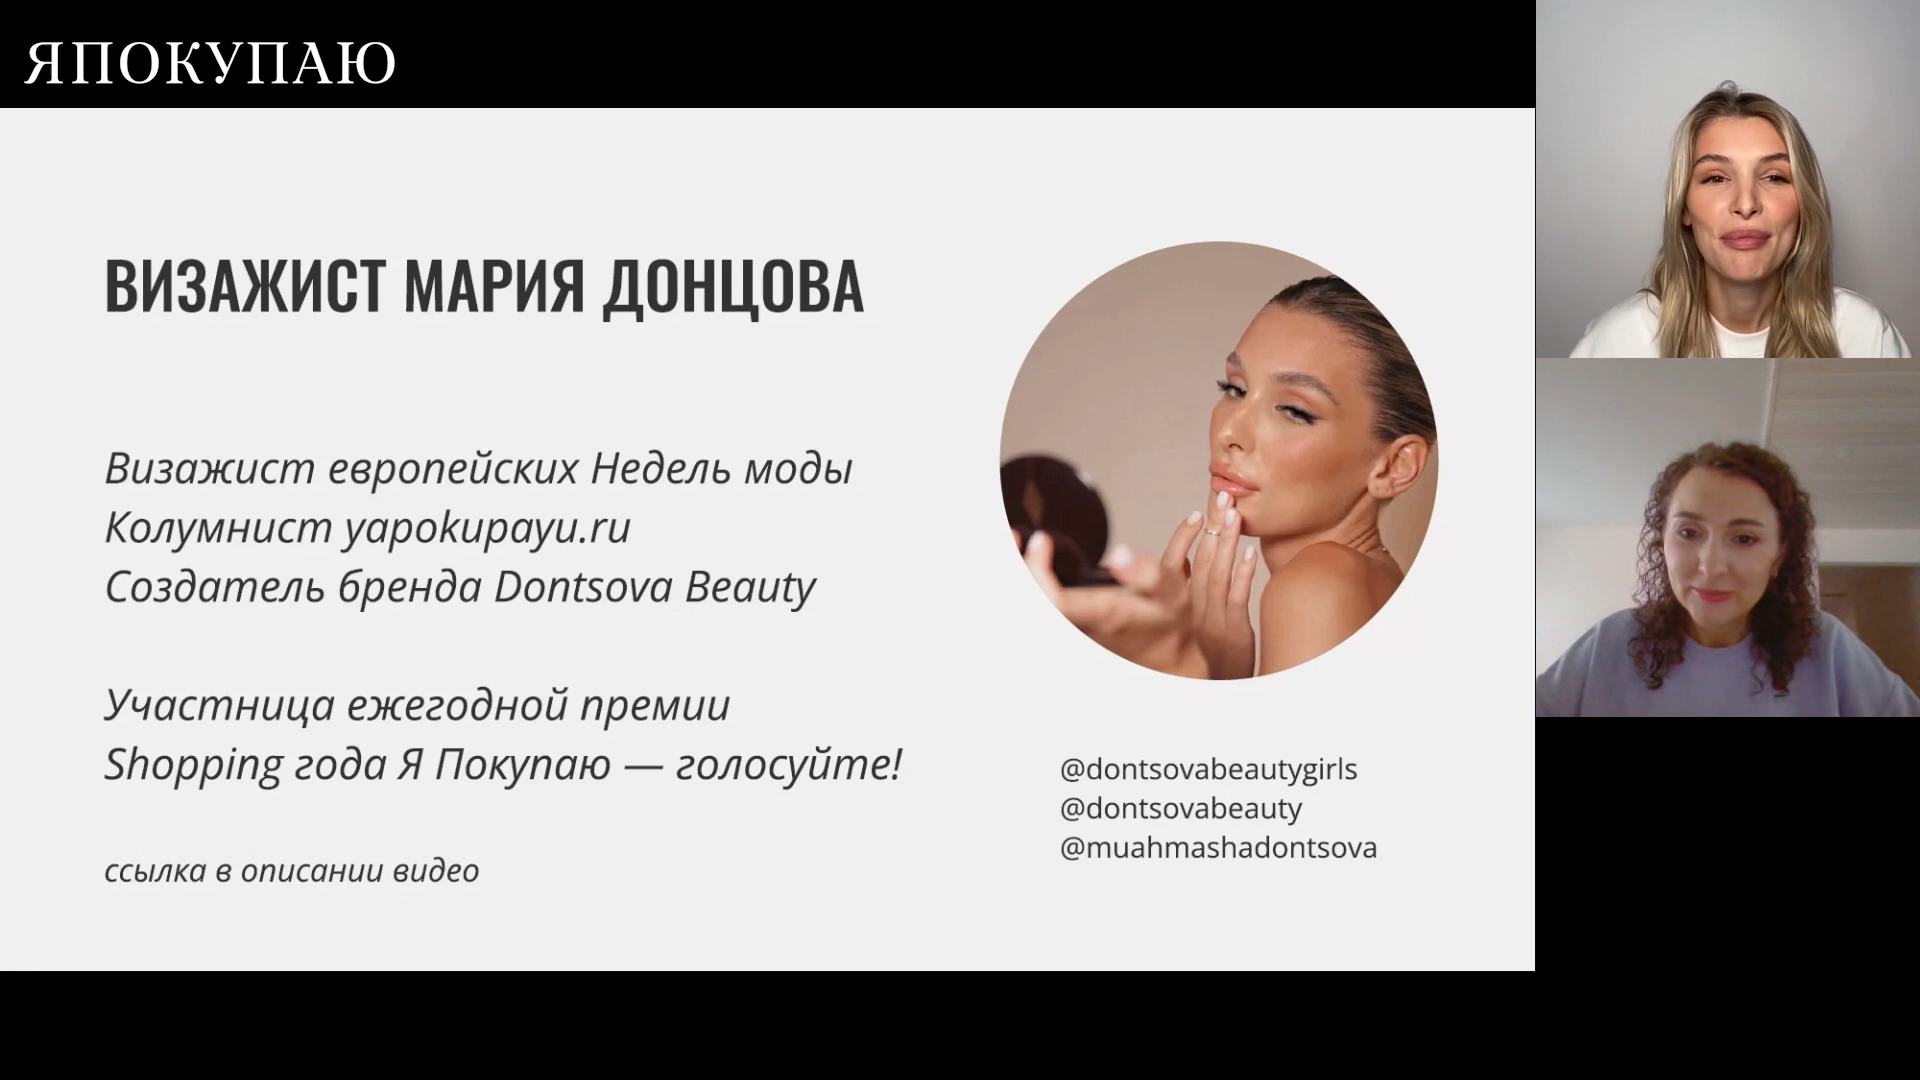 ЯПОКУПАЮ
ВИЗАЖИСТ МАРИЯ ДОНЦОВА
Визажист европейских Недель моды
Колумнист yapokupayu.ru
Создатель бренда Dontsova Beauty
Участница ежегодной премии
Shopping года Я Покупаю — голосуйте!
ссылка в описании видео
@dontsovabeautygirls
@dontsovabeauty
@muahmashadontsova